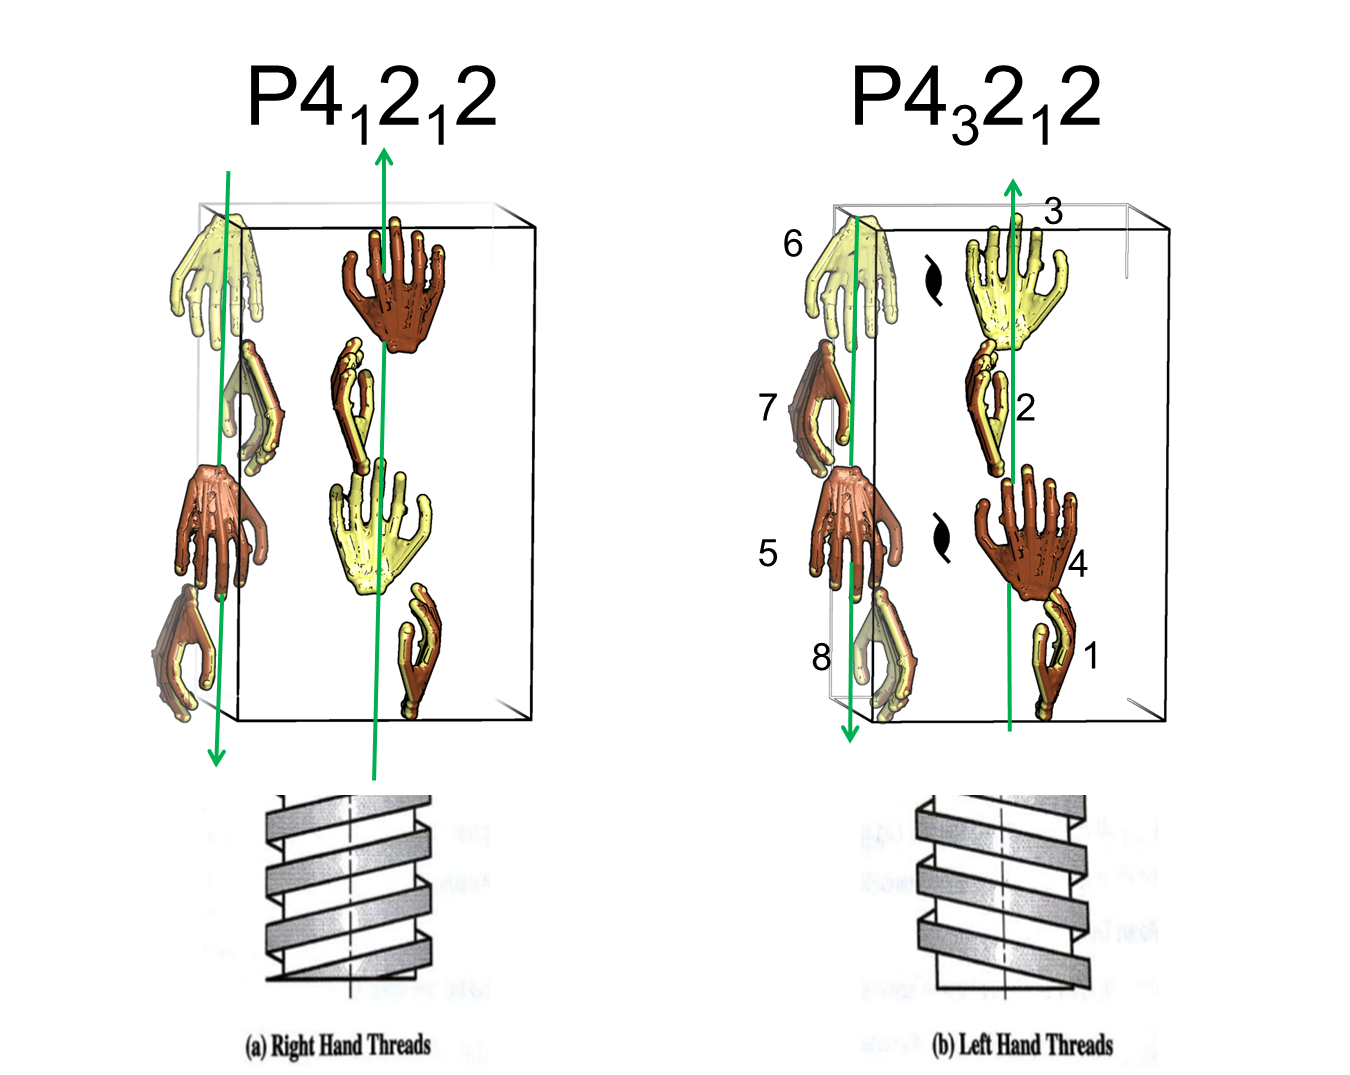 P4₁2₁2
P4₃2₁2
3
6
7
2
5
4
8
1
(a) Right Hand Threads
(b) Left Hand Threads